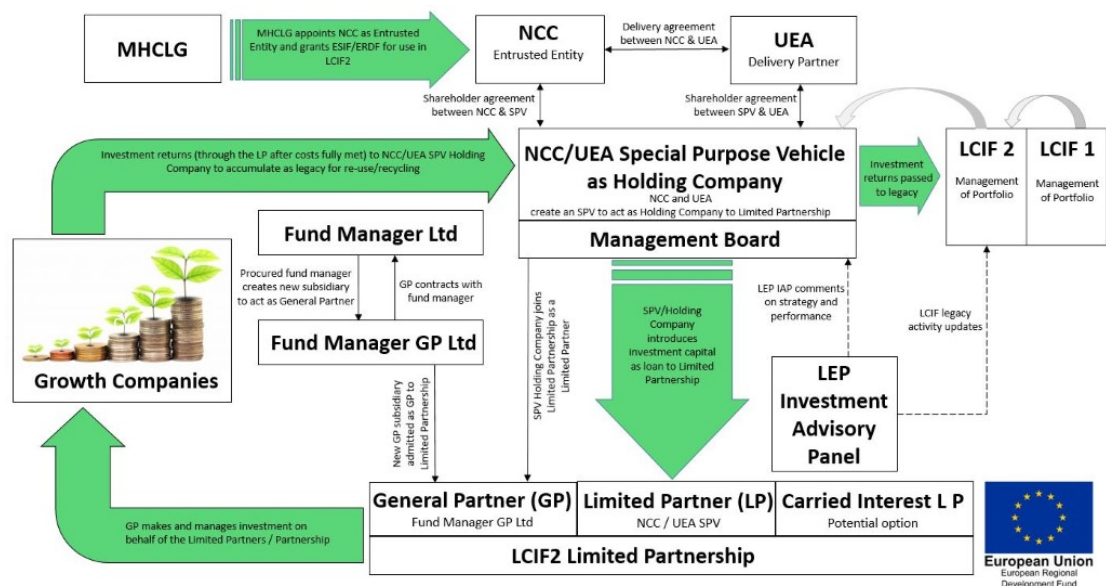 MHCLG
MHCLG appoints NCC as Entrusted
Entity and grants ESIF/ERDF for use in
LCIF2
NCC
Entrusted Entity
Delivery agreement
between NCC & UEA
UEA
Delivery Partner
Shareholder agreement
between NCC & SPV
Shareholder agreement
between SPV & UEA
Investment returns (through the LP after costs fully met) to NCC/UEA SPV Holding
Company to accumulate as legacy for re-use/recycling
NCC/UEA Special Purpose Vehicle
as Holding Company
NCC and UEA
create an SPV to act as Holding Company to Limited Partnership
Management Board
Investment
returns passed
to legacy
LCIF 2
Management
of Portfolio
LCIF 1
Management
of Portfolio
Fund Manager Ltd
Procured fund manager
creates new subsidiary
to act as General Partner
GP contracts with
fund manager
Fund Manager GP Ltd
Growth Companies
New GP subsidiary
admitted as GP to
Limited Partnership
SPV Holding Company joins
Limited Partnership as a
Limited Partner
SPV/Holding
Company
introduces
investment capital
as loan to Limited
Partnership
LEP IAP comments
on strategy and
performance
LCIF legacy
activity updates
LEP
Investment
Advisory
Panel
GP makes and manages investment on
behalf of the Limited Partners / Partnership
General Partner (GP)
Fund Manager GP Ltd
Limited Partner (LP)
NCC / UEA SPV
Carried Interest L P
Potential option
LCIF2 Limited Partnership
European Union
European Regional
Development Fund